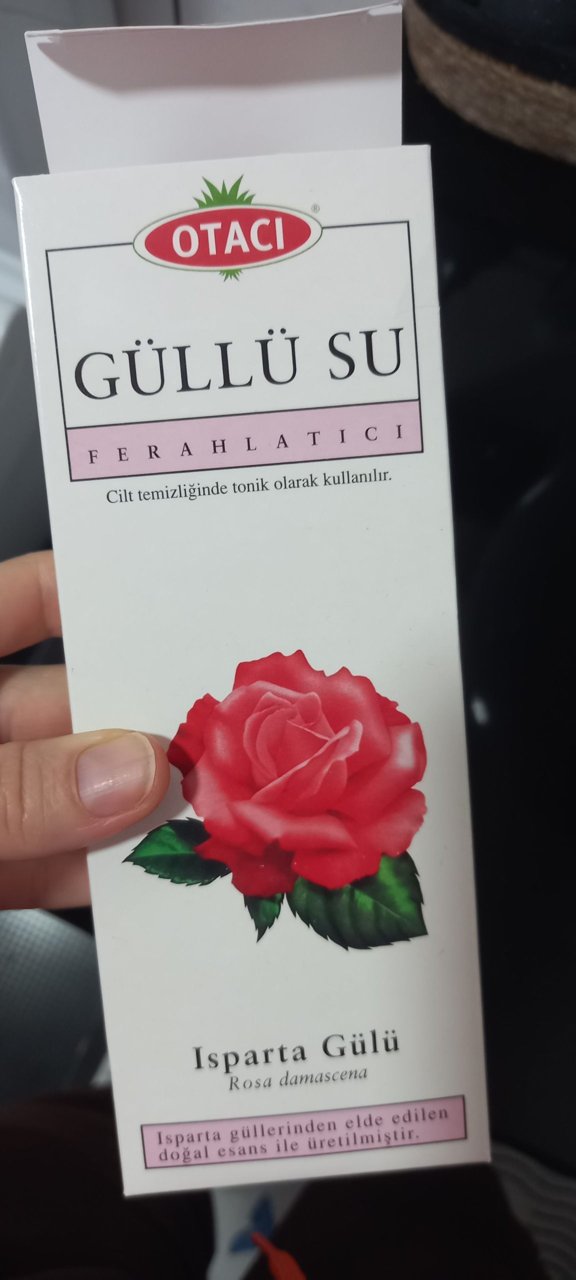 OTACI ®
GÜLLÜ SU
FERAHLATICI
Cilt temizliğinde tonik olarak kullanılır.
Isparta Gülü
Rosa damascena
Isparta güllerinden elde edilen
doğal esans ile üretilmiştir.